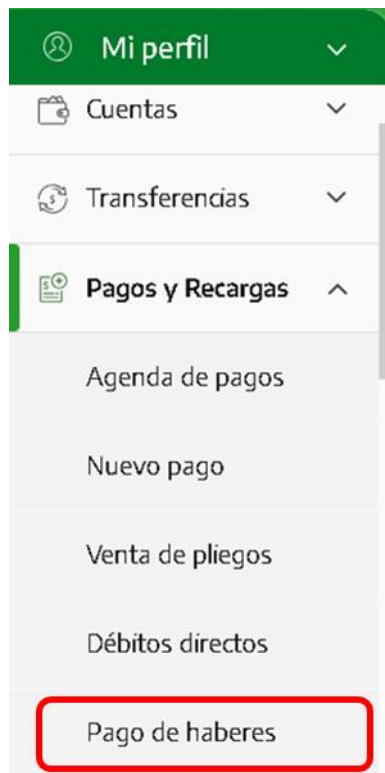 Mi perfil
Cuentas
Transferencias
Pagos y Recargas
Agenda de pagos
Nuevo pago
Venta de pliegos
Débitos directos
Pago de haberes